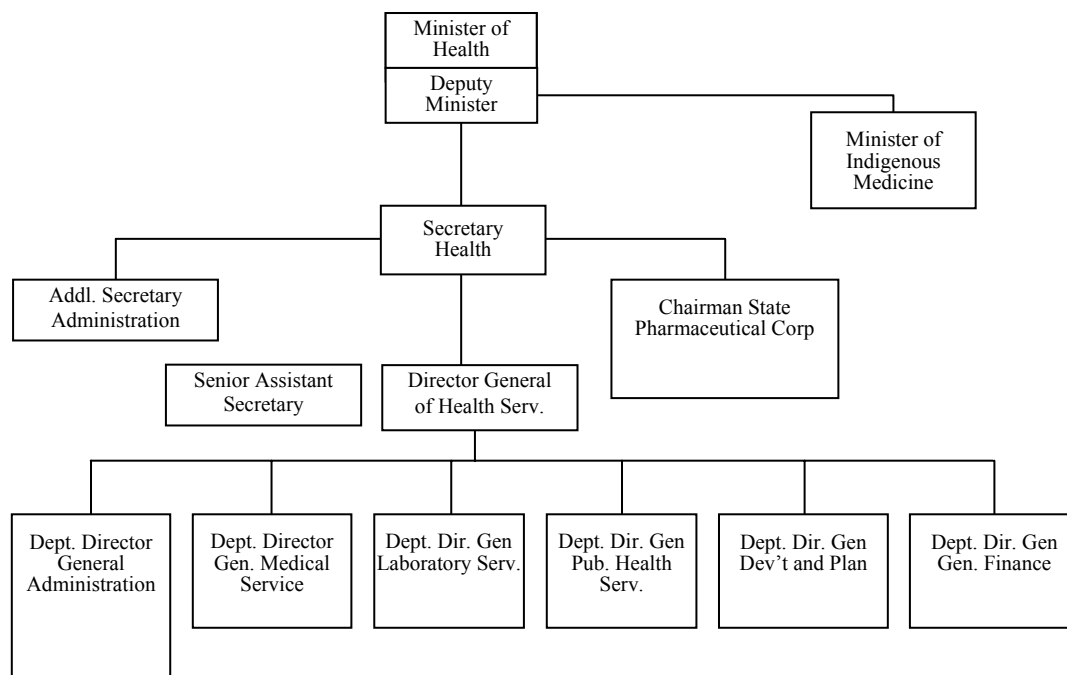 Minister of
Health
Deputy
Minister
Minister of
Indigenous
Medicine
Secretary
Health
Addl. Secretary
Administration
Chairman State
Pharmaceutical Corp
Senior Assistant
Secretary
Director General
of Health Serv.
Dept. Director
General
Administration
Dept. Director
Gen. Medical
Service
Dept. Dir. Gen
Laboratory Serv.
Dept. Dir. Gen
Pub. Health
Serv.
Dept. Dir. Gen
Dev't and Plan
Dept. Dir. Gen
Gen. Finance